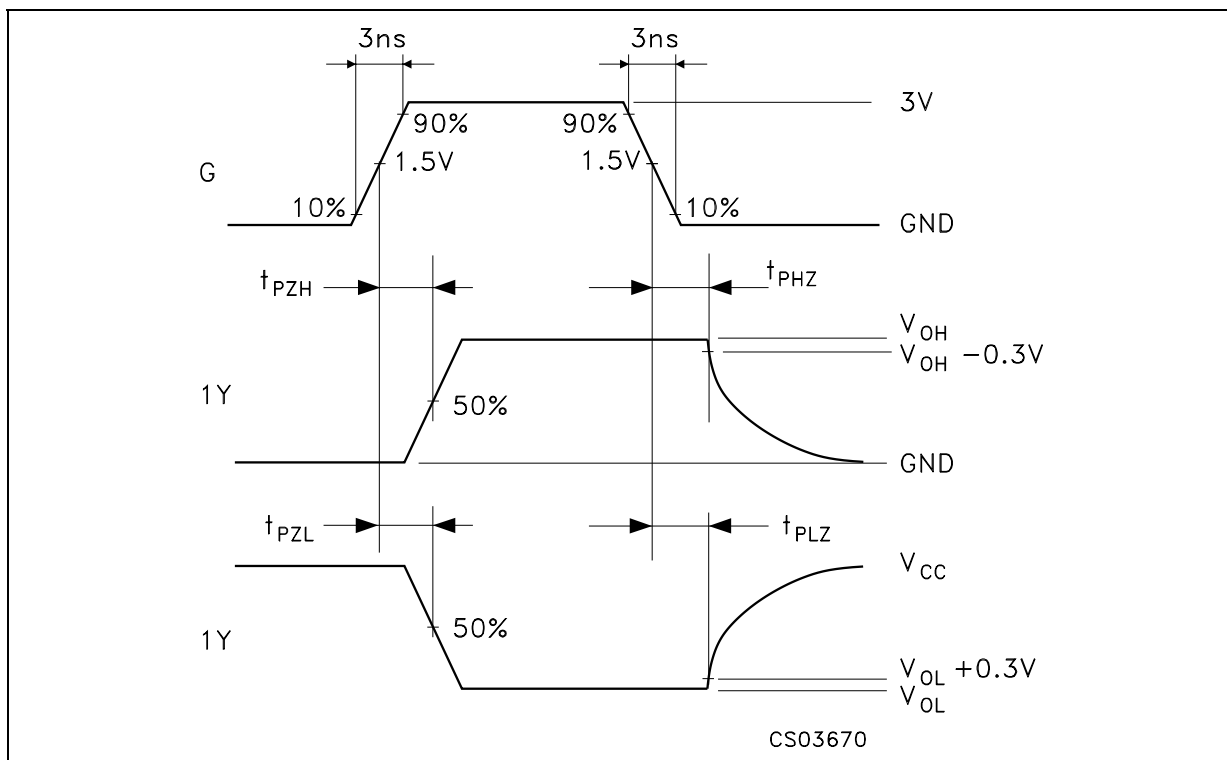 3ns 3ns
3V
90% 90%
1.5V 1.5V
G
10% 10%
GND
tPZH tPHZ
VOH
VOH -0.3V
1Y
50%
GND
tPZL tPLZ
VCC
50%
1Y
VOL +0.3V
VOL
CS03670